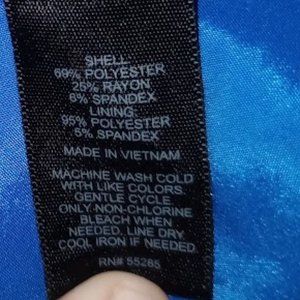 SHELL:
69% POLYESTER
25% RAYON
6% SPANDEX
LINING:
95% POLYESTER
5% SPANDEX
MADE IN VIETNAM
MACHINE WASH COLD
WITH LIKE COLORS.
GENTLE CYCLE.
ONLY NON-CHLORINE
BLEACH WHEN
NEEDED. LINE DRY
COOL IRON IF NEEDED
RN# 55285